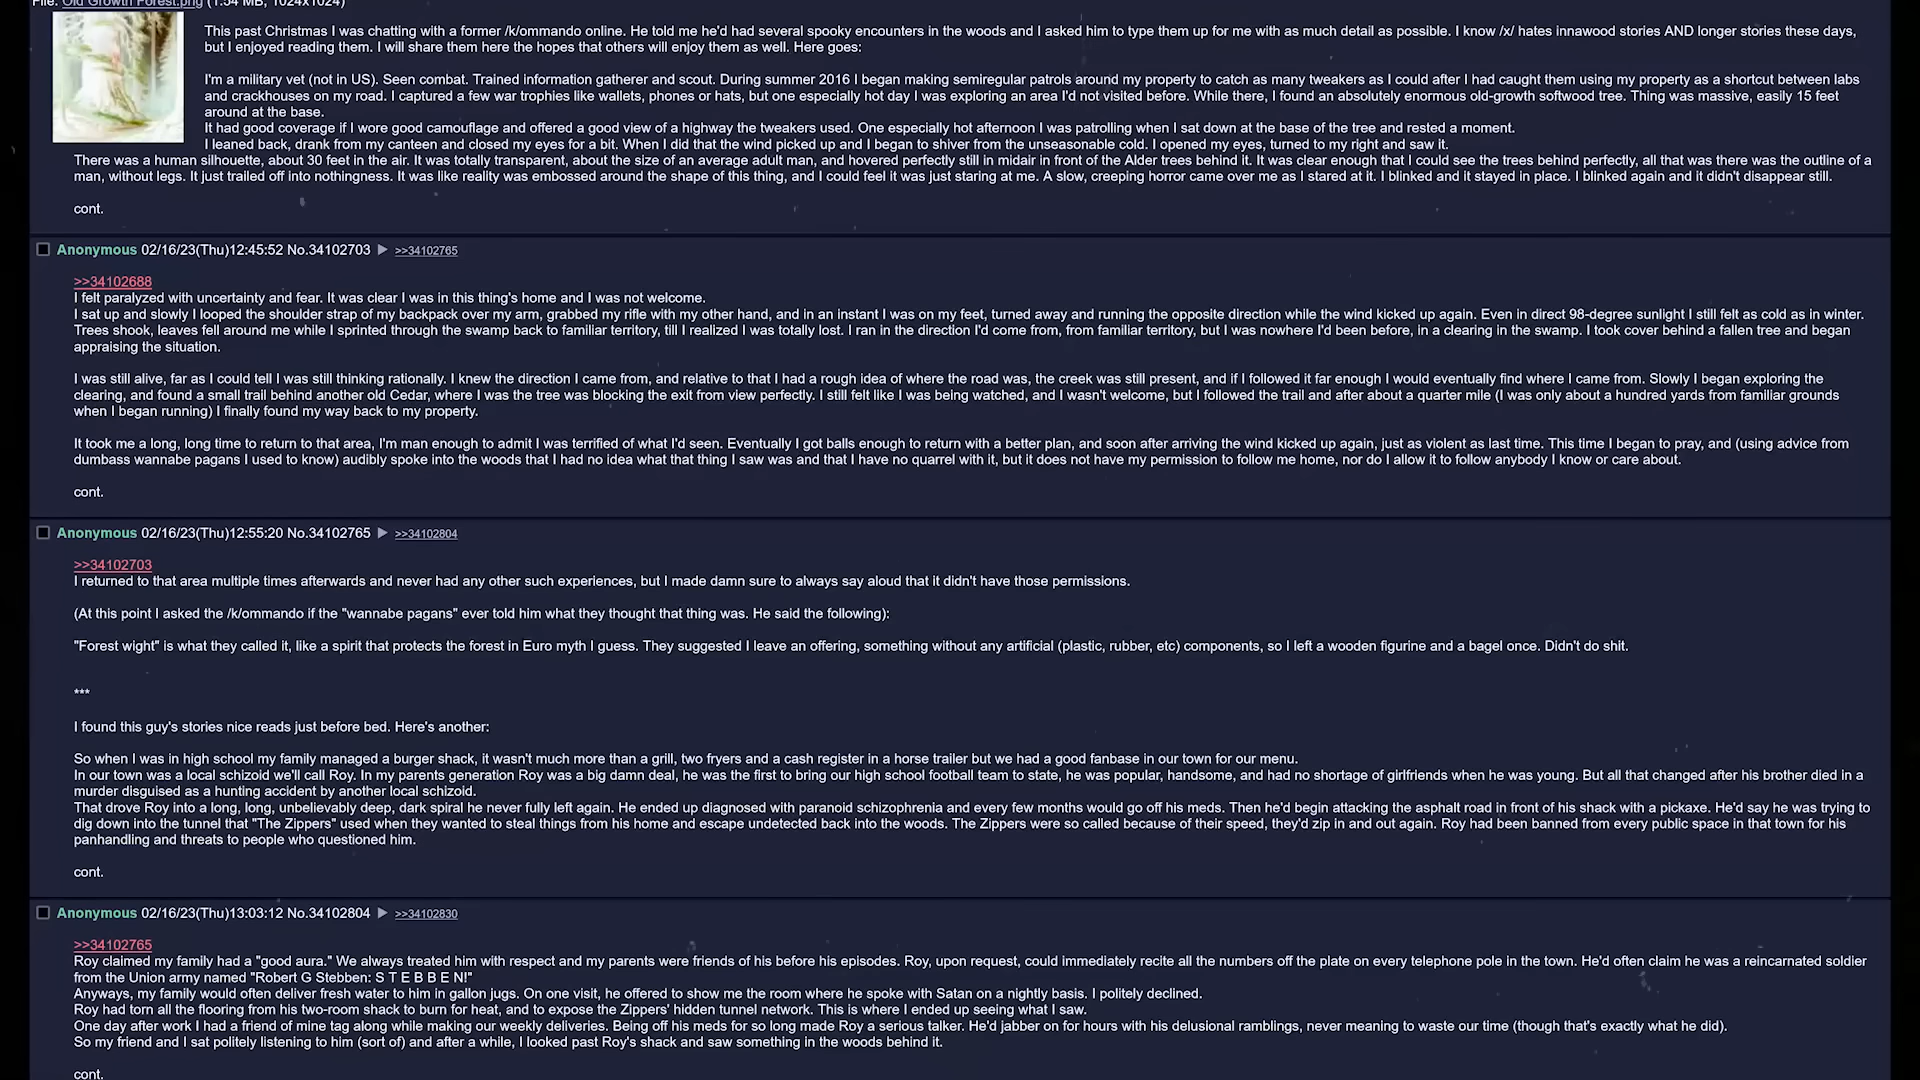 File: Old Growth Forest.png (1.54 MB, 1024x1024)
This past Christmas I was chatting with a former /k/ommando online. He told me he'd had several spooky encounters in the woods and I asked him to type them up for me with as much detail as possible. I know /x/ hates innawood stories AND longer stories these days,
but I enjoyed reading them. I will share them here the hopes that others will enjoy them as well. Here goes:
I'm a military vet (not in US). Seen combat. Trained information gatherer and scout. During summer 2016 I began making semiregular patrols around my property to catch as many tweakers as I could after I had caught them using my property as a shortcut between labs
and crackhouses on my road. I captured a few war trophies like wallets, phones or hats, but one especially hot day I was exploring an area I'd not visited before. While there, I found an absolutely enormous old-growth softwood tree. Thing was massive, easily 15 feet
around at the base.
It had good coverage if I wore good camouflage and offered a good view of a highway the tweakers used. One especially hot afternoon I was patrolling when I sat down at the base of the tree and rested a moment.
I leaned back, drank from my canteen and closed my eyes for a bit. When I did that the wind picked up and I began to shiver from the unseasonable cold. I opened my eyes, turned to my right and saw it.
There was a human silhouette, about 30 feet in the air. It was totally transparent, about the size of an average adult man, and hovered perfectly still in midair in front of the Alder trees behind it. It was clear enough that I could see the trees behind perfectly, all that was there was the outline of a
man, without legs. It just trailed off into nothingness. It was like reality was embossed around the shape of this thing, and I could feel it was just staring at me. A slow, creeping horror came over me as I stared at it. I blinked and it stayed in place. I blinked again and it didn't disappear still.
cont.
Anonymous 02/16/23(Thu)12:45:52 No.34102703 ▶ >>34102765
>>34102688
I felt paralyzed with uncertainty and fear. It was clear I was in this thing's home and I was not welcome.
I sat up and slowly I looped the shoulder strap of my backpack over my arm, grabbed my rifle with my other hand, and in an instant I was on my feet, turned away and running the opposite direction while the wind kicked up again. Even in direct 98-degree sunlight I still felt as cold as in winter.
Trees shook, leaves fell around me while I sprinted through the swamp back to familiar territory, till I realized I was totally lost. I ran in the direction I'd come from, from familiar territory, but I was nowhere I'd been before, in a clearing in the swamp. I took cover behind a fallen tree and began
appraising the situation.
I was still alive, far as I could tell I was still thinking rationally. I knew the direction I came from, and relative to that I had a rough idea of where the road was, the creek was still present, and if I followed it far enough I would eventually find where I came from. Slowly I began exploring the
clearing, and found a small trail behind another old Cedar, where I was the tree was blocking the exit from view perfectly. I still felt like I was being watched, and I wasn't welcome, but I followed the trail and after about a quarter mile (I was only about a hundred yards from familiar grounds
when I began running) I finally found my way back to my property.
It took me a long, long time to return to that area, I'm man enough to admit I was terrified of what I'd seen. Eventually I got balls enough to return with a better plan, and soon after arriving the wind kicked up again, just as violent as last time. This time I began to pray, and (using advice from
dumbass wannabe pagans I used to know) audibly spoke into the woods that I had no idea what that thing I saw was and that I have no quarrel with it, but it does not have my permission to follow me home, nor do I allow it to follow anybody I know or care about.
cont.
Anonymous 02/16/23(Thu)12:55:20 No.34102765 ▶ >>34102804
>>34102703
I returned to that area multiple times afterwards and never had any other such experiences, but I made damn sure to always say aloud that it didn't have those permissions.
(At this point I asked the /k/ommando if the "wannabe pagans" ever told him what they thought that thing was. He said the following):
"Forest wight" is what they called it, like a spirit that protects the forest in Euro myth I guess. They suggested I leave an offering, something without any artificial (plastic, rubber, etc) components, so I left a wooden figurine and a bagel once. Didn't do shit.
***
I found this guy's stories nice reads just before bed. Here's another:
So when I was in high school my family managed a burger shack, it wasn't much more than a grill, two fryers and a cash register in a horse trailer but we had a good fanbase in our town for our menu.
In our town was a local schizoid we'll call Roy. In my parents generation Roy was a big damn deal, he was the first to bring our high school football team to state, he was popular, handsome, and had no shortage of girlfriends when he was young. But all that changed after his brother died in a
murder disguised as a hunting accident by another local schizoid.
That drove Roy into a long, long, unbelievably deep, dark spiral he never fully left again. He ended up diagnosed with paranoid schizophrenia and every few months would go off his meds. Then he'd begin attacking the asphalt road in front of his shack with a pickaxe. He'd say he was trying to
dig down into the tunnel that "The Zippers" used when they wanted to steal things from his home and escape undetected back into the woods. The Zippers were so called because of their speed, they'd zip in and out again. Roy had been banned from every public space in that town for his
panhandling and threats to people who questioned him.
cont.
Anonymous 02/16/23(Thu)13:03:12 No.34102804 ▶ >>34102830
>>34102765
Roy claimed my family had a "good aura." We always treated him with respect and my parents were friends of his before his episodes. Roy, upon request, could immediately recite all the numbers off the plate on every telephone pole in the town. He'd often claim he was a reincarnated soldier
from the Union army named "Robert G Stebben: S T E B B E N!"
Anyways, my family would often deliver fresh water to him in gallon jugs. On one visit, he offered to show me the room where he spoke with Satan on a nightly basis. I politely declined.
Roy had torn all the flooring from his two-room shack to burn for heat, and to expose the Zippers' hidden tunnel network. This is where I ended up seeing what I saw.
One day after work I had a friend of mine tag along while making our weekly deliveries. Being off his meds for so long made Roy a serious talker. He'd jabber on for hours with his delusional ramblings, never meaning to waste our time (though that's exactly what he did).
So my friend and I sat politely listening to him (sort of) and after a while, I looked past Roy's shack and saw something in the woods behind it.
cont.